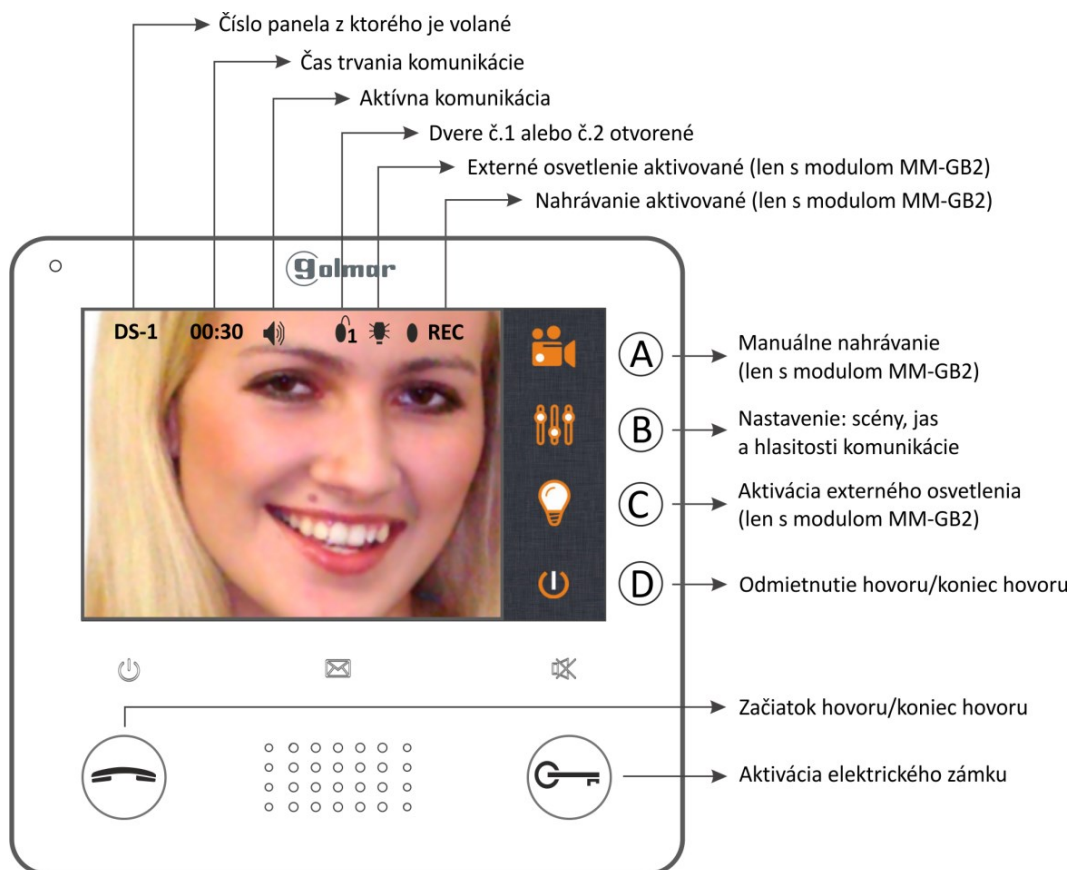 Číslo panela z ktorého je volané
Čas trvania komunikácie
Aktívna komunikácia
Dvere č.1 alebo č.2 otvorené
Externé osvetlenie aktivované (len s modulom MM-GB2)
Nahrávanie aktivované (len s modulom MM-GB2)
golmar
DS-1 00:30 1 REC
A
Manuálne nahrávanie
(len s modulom MM-GB2)
B
Nastavenie: scény, jas
a hlasitosti komunikácie
C
Aktivácia externého osvetlenia
(len s modulom MM-GB2)
D
Odmietnutie hovoru/koniec hovoru
Začiatok hovoru/koniec hovoru
Aktivácia elektrického zámku